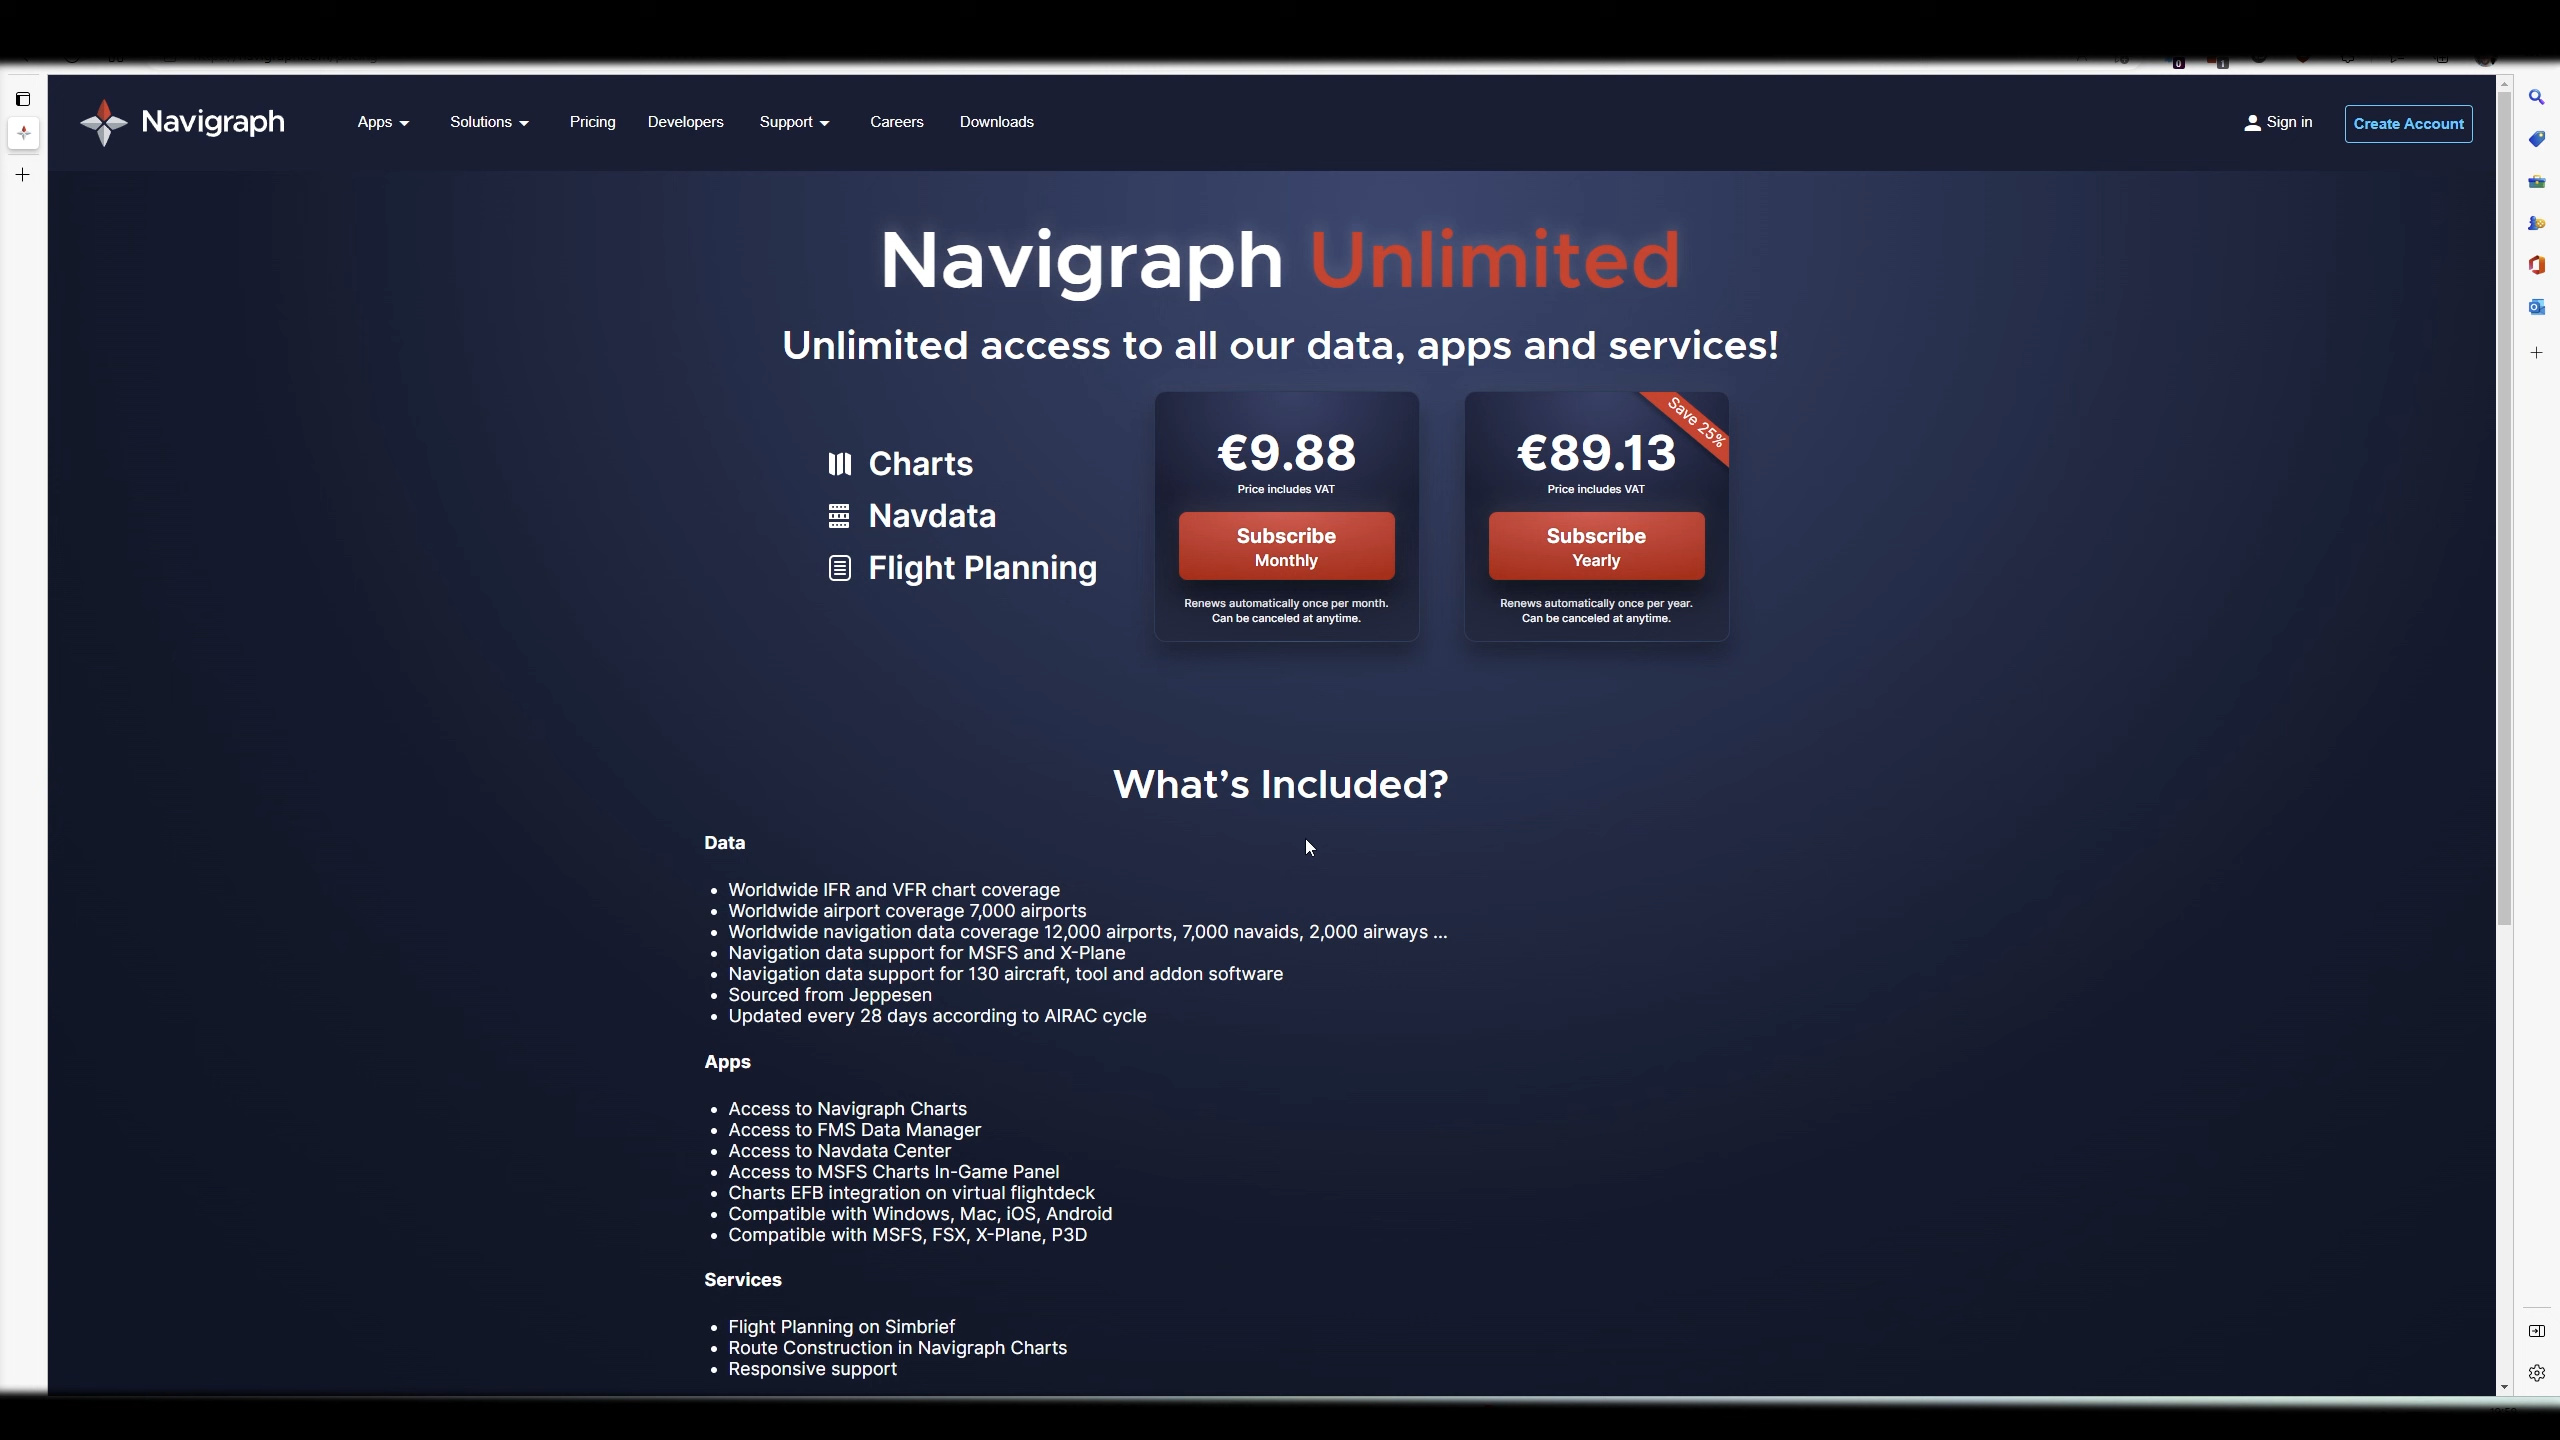 Navigraph
Apps
Solutions
Pricing
Developers
Support
Careers
Downloads
Sign in
Create Account
Navigraph Unlimited
Unlimited access to all our data, apps and services!
Charts
Navdata
Flight Planning
€9.88
Price includes VAT
Subscribe
Monthly
Renews automatically once per month.
Can be canceled at anytime.
Save 25%
€89.13
Price includes VAT
Subscribe
Yearly
Renews automatically once per year.
Can be canceled at anytime.
What's Included?
Data
• Worldwide IFR and VFR chart coverage
• Worldwide airport coverage 7,000 airports
• Worldwide navigation data coverage 12,000 airports, 7,000 navaids, 2,000 airways ...
• Navigation data support for MSFS and X-Plane
• Navigation data support for 130 aircraft, tool and addon software
• Sourced from Jeppesen
• Updated every 28 days according to AIRAC cycle
Apps
• Access to Navigraph Charts
• Access to FMS Data Manager
• Access to Navdata Center
• Access to MSFS Charts In-Game Panel
• Charts EFB integration on virtual flightdeck
• Compatible with Windows, Mac, iOS, Android
• Compatible with MSFS, FSX, X-Plane, P3D
Services
• Flight Planning on Simbrief
• Route Construction in Navigraph Charts
• Responsive support